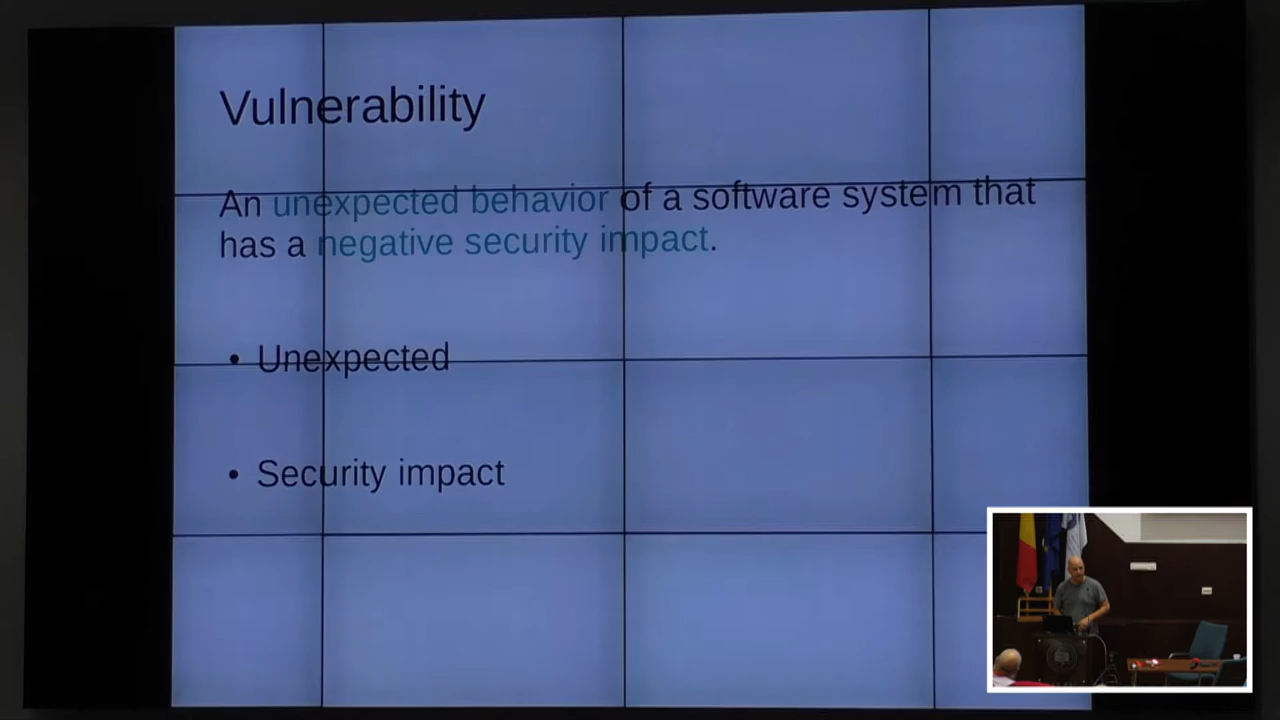 Vulnerability
An unexpected behavior of a software system that
has a negative security impact.
• Unexpected
• Security impact